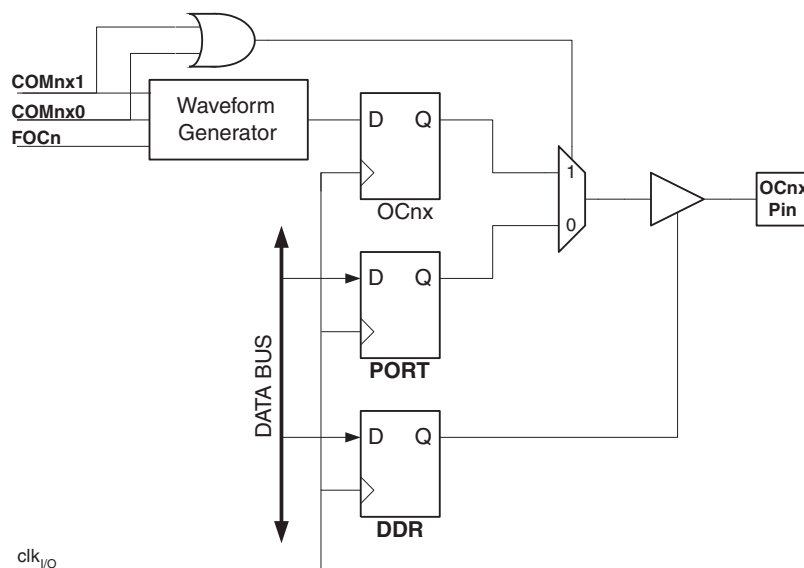 COMnx1
COMnx0
FOCn
Waveform
Generator
D Q
OCnx
1
0
OCnx
Pin
D Q
PORT
DATA BUS
D Q
DDR
clkI/O